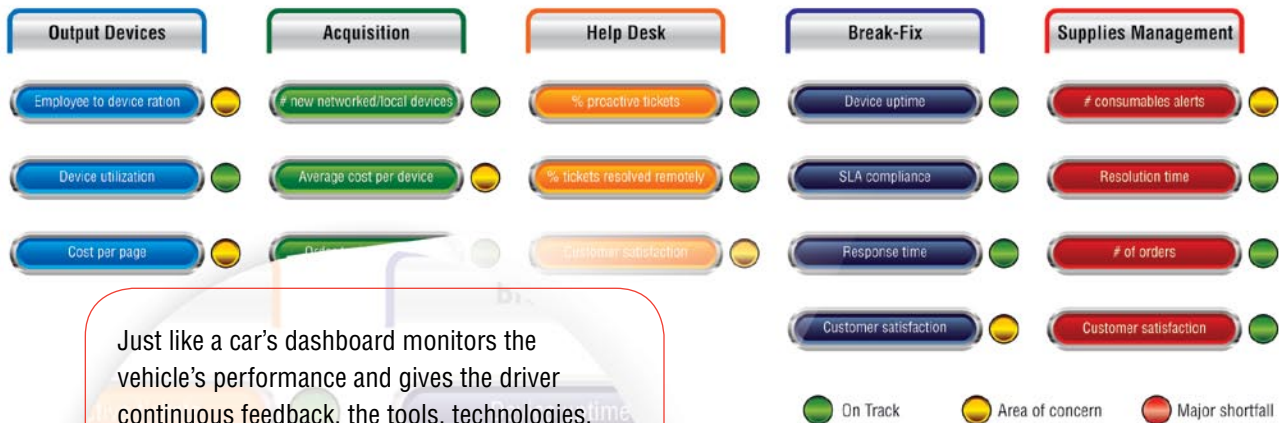 Output Devices
Acquisition
Help Desk
Break-Fix
Supplies Management
Employee to device ration
# new networked/local devices
% proactive tickets
Device uptime
# consumables alerts
Device utilization
Average cost per device
% tickets resolved remotely
SLA compliance
Resolution time
Cost per page
Customer satisfaction
Response time
# of orders
Customer satisfaction
Customer satisfaction
Just like a car’s dashboard monitors the
vehicle’s performance and gives the driver
continuous feedback, the tools, technologies,
On Track
Area of concern
Major shortfall